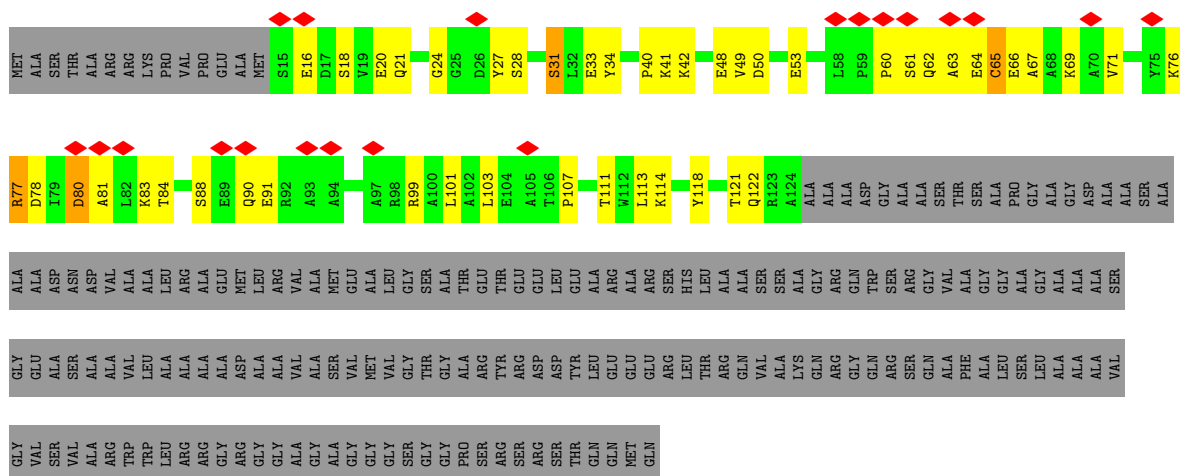 MET ALA SER THR ALA ARG ARG LYS PRO VAL PRO GLU ALA MET S15 E16 D17 S18 V19 E20 Q21 G24 G25 D26 Y27 S28 S31 L32 E33 Y34 P40 K41 K42 E48 V49 D50 E53 L58 P59 P60 S61 Q62 A63 E64 C65 E66 A67 A68 K69 A70 V71 Y75 K76
R77 D78 I79 D80 A81 L82 K83 T84 S88 E89 Q90 E91 R92 A93 A94 A97 R98 R99 A100 L101 A102 L103 E104 A105 T106 P107 T111 W112 L113 K114 Y118 T121 Q122 R123 A124 ALA ALA ALA ASP GLY ALA ALA SER THR SER ALA PRO GLY ALA GLY ASP ALA ALA SER ALA
ALA ALA ASP ASN ASP VAL ALA ALA LEU ARG ALA GLU MET LEU ARG VAL ALA MET GLU ALA LEU GLY SER ALA THR GLU THR GLU GLU LEU GLU ALA ARG ALA ARG SER HIS LEU ALA ALA SER SER ALA GLY ARG GLN TRP SER ARG GLY VAL ALA GLY GLY ALA GLY ALA ALA ALA ALA SER
GLY GLU ALA SER ALA ALA VAL LEU ALA ALA ALA ALA ASP ALA ALA ALA VAL ALA SER VAL MET VAL GLY THR GLY ALA ARG TYR ARG ASP ASP TYR LEU GLU GLU GLU ARG LEU THR ARG GLN VAL ALA LYS GLN ARG GLY GLN ARG SER GLN ALA PHE ALA LEU SER LEU ALA ALA ALA VAL
GLY VAL SER VAL ALA ARG TRP TRP LEU ARG ARG GLY ARG GLY GLY ALA GLY ALA GLY GLY GLY SER GLY GLY PRO SER ARG SER ARG SER THR GLN GLN MET GLN